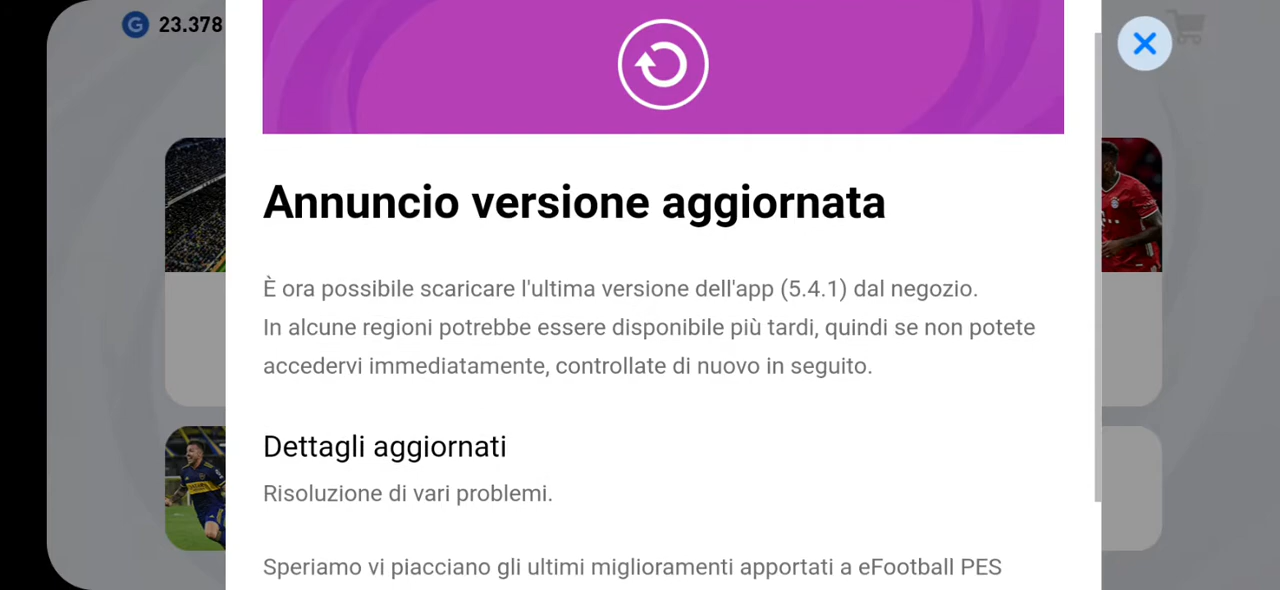 G 23.378
Annuncio versione aggiornata
È ora possibile scaricare l'ultima versione dell'app (5.4.1) dal negozio.
In alcune regioni potrebbe essere disponibile più tardi, quindi se non potete
accedervi immediatamente, controllate di nuovo in seguito.
Dettagli aggiornati
Risoluzione di vari problemi.
Speriamo vi piacciano gli ultimi miglioramenti apportati a eFootball PES